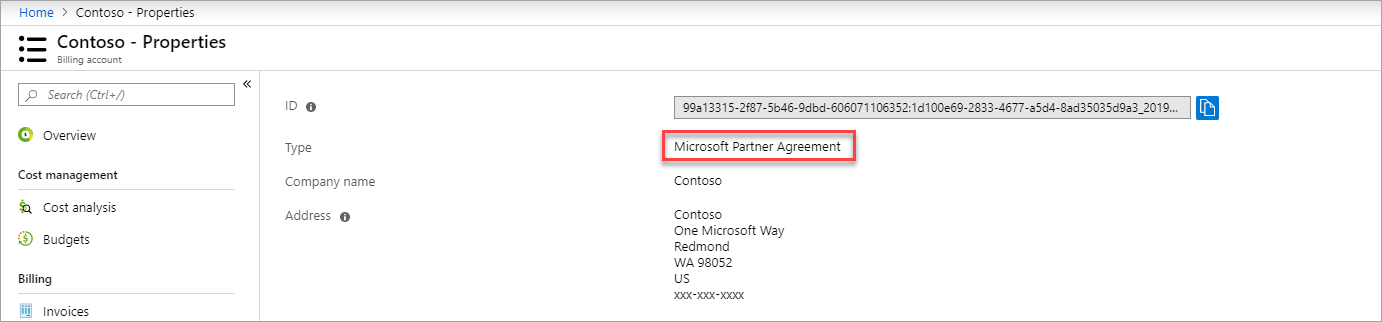 Home > Contoso - Properties
Contoso - Properties
Billing account
Search (Ctrl+/)
«
Overview
Cost management
Cost analysis
Budgets
Billing
Invoices
ID
99a13315-2f87-5b46-9dbd-606071106352:1d100e69-2833-4677-a5d4-8ad35035d9a3_2019...
Type
Microsoft Partner Agreement
Company name
Contoso
Address
Contoso
One Microsoft Way
Redmond
WA 98052
US
xxx-xxx-xxxx